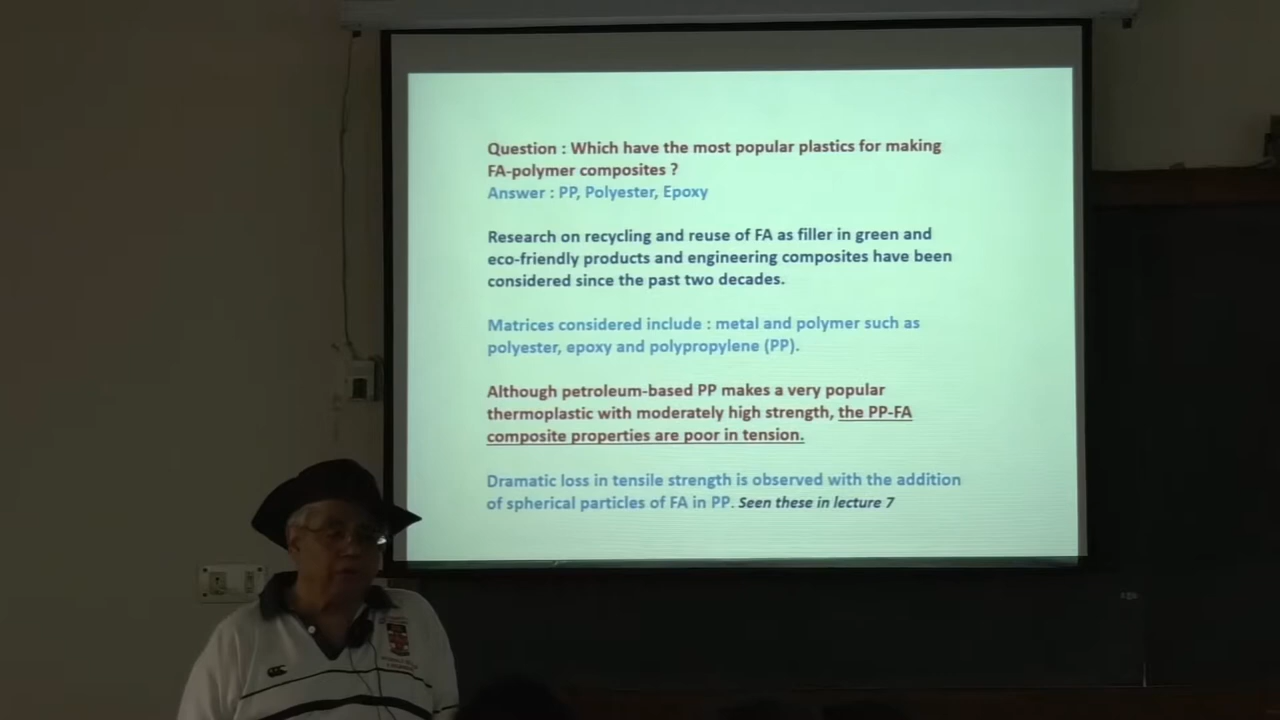 Question : Which have the most popular plastics for making
FA-polymer composites ?
Answer : PP, Polyester, Epoxy
Research on recycling and reuse of FA as filler in green and
eco-friendly products and engineering composites have been
considered since the past two decades.
Matrices considered include : metal and polymer such as
polyester, epoxy and polypropylene (PP).
Although petroleum-based PP makes a very popular
thermoplastic with moderately high strength, the PP-FA
composite properties are poor in tension.
Dramatic loss in tensile strength is observed with the addition
of spherical particles of FA in PP. Seen these in lecture 7